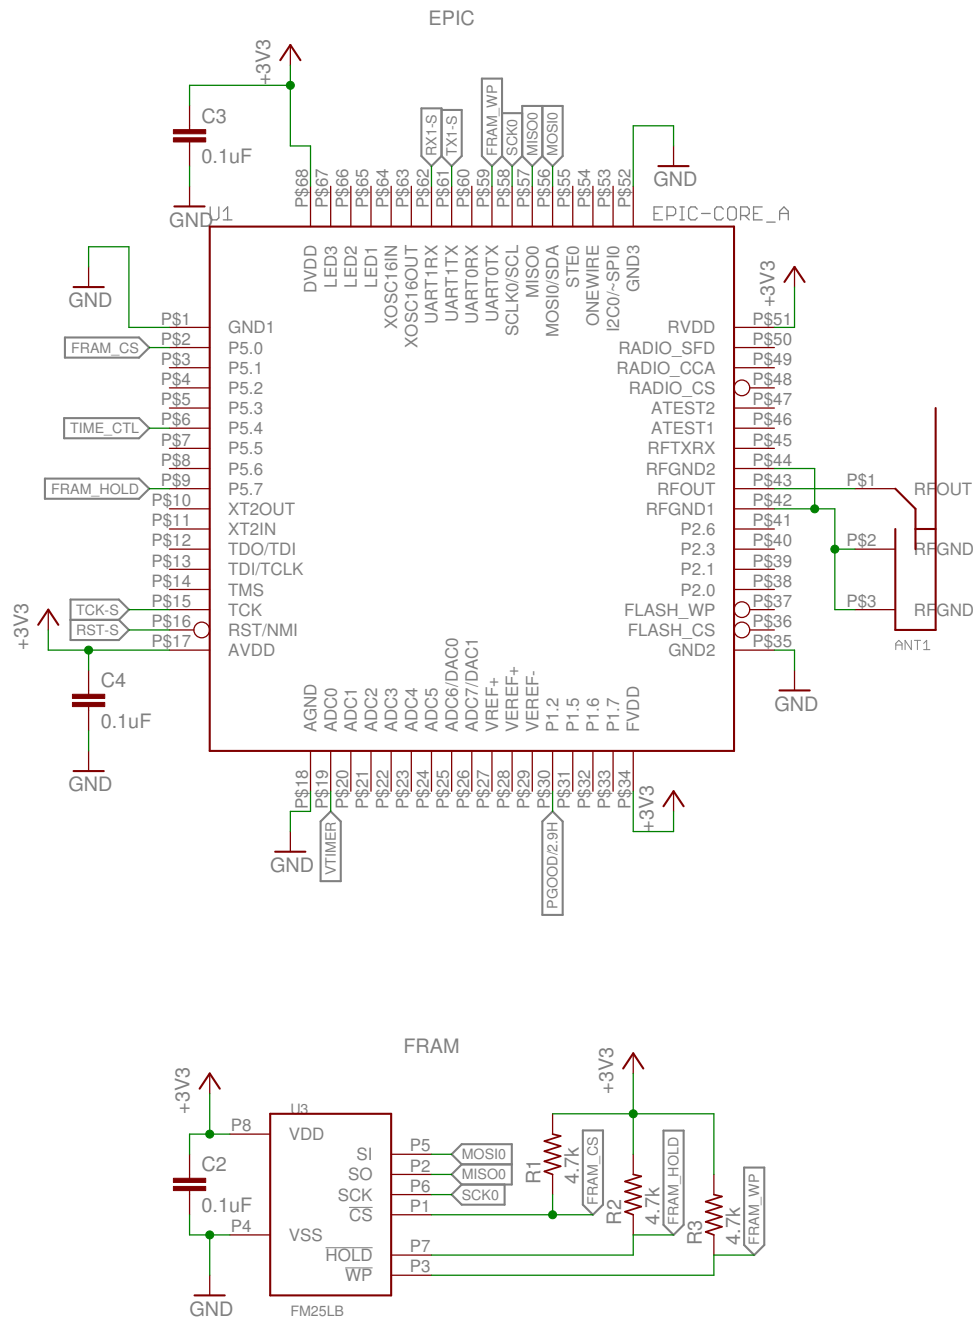 EPIC
+3V3
C3
0.1uF
GND
RX1-S
TX1-S
FRAM_WP
SCK0
MISO0
MOSI0
GND
P$68
P$67
P$66
P$65
P$64
P$63
P$62
P$61
P$60
P$59
P$58
P$57
P$56
P$55
P$54
P$53
P$52
U1
EPIC-CORE_A
DVDD
LED3
LED2
LED1
XOSC16IN
XOSC16OUT
UART1RX
UART1TX
UART0RX
UART0TX
SCLK0/SCL
MISO0
MOSI0/SDA
STE0
ONEWIRE
I2C0/~SPI0
GND3
GND
+3V3
P$1 GND1
FRAM_CS P$2 P5.0
P$3 P5.1
P$4 P5.2
P$5 P5.3
TIME_CTL P$6 P5.4
P$7 P5.5
P$8 P5.6
FRAM_HOLD P$9 P5.7
P$10 XT2OUT
P$11 XT2IN
P$12 TDO/TDI
P$13 TDI/TCLK
P$14 TMS
TCK-S P$15 TCK
RST-S P$16 RST/NMI
P$17 AVDD
+3V3
C4
0.1uF
GND
RVDD P$51
RADIO_SFD P$50
RADIO_CCA P$49
RADIO_CS P$48
ATEST2 P$47
ATEST1 P$46
RFTXRX P$45
RFGND2 P$44
RFOUT P$43 P$1 RFOUT
RFGND1 P$42
P2.6 P$41
P2.3 P$40 P$2 RFGND
P2.1 P$39
P2.0 P$38
FLASH_WP P$37 P$3 RFGND
FLASH_CS P$36
GND2 P$35
ANT1
GND
AGND
ADC0
ADC1
ADC2
ADC3
ADC4
ADC5
ADC6/DAC0
ADC7/DAC1
VREF+
VEREF+
VEREF-
P1.2
P1.5
P1.6
P1.7
FVDD
P$18
P$19
P$20
P$21
P$22
P$23
P$24
P$25
P$26
P$27
P$28
P$29
P$30
P$31
P$32
P$33
P$34
+3V3
GND
VTIMER
PGOOD/2.9H
FRAM
+3V3
+3V3
U3
P8 VDD
C2
0.1uF
P4 VSS
GND
SI P5 MOSI0
SO P2 MISO0
SCK P6 SCK0
CS P1
HOLD P7
WP P3
FM25LB
R1
4.7k
FRAM_CS
R2
4.7k
FRAM_HOLD
R3
4.7k
FRAM_WP